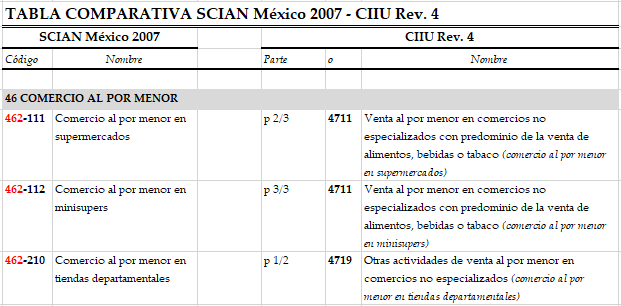 TABLA COMPARATIVA SCIAN México 2007 - CIIU Rev. 4
SCIAN México 2007 CIIU Rev. 4
Código Nombre Parte o Nombre
46 COMERCIO AL POR MENOR
462-111 Comercio al por menor en p 2/3 4711 Venta al por menor en comercios no
supermercados especializados con predominio de la venta de
alimentos, bebidas o tabaco (comercio al por menor
en supermercados)
462-112 Comercio al por menor en p 3/3 4711 Venta al por menor en comercios no
minisupers especializados con predominio de la venta de
alimentos, bebidas o tabaco (comercio al por menor
en minisupers)
462-210 Comercio al por menor en p 1/2 4719 Otras actividades de venta al por menor en
tiendas departamentales comercios no especializados (comercio al por
menor en tiendas departamentales)